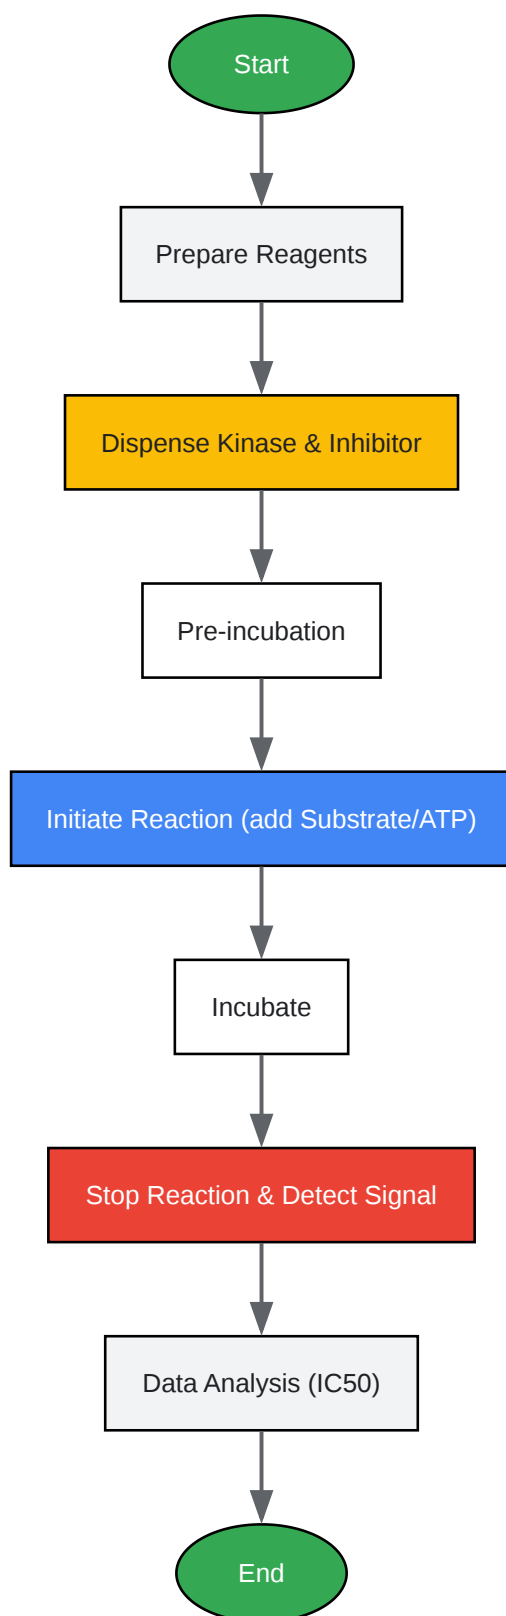 Start
Prepare Reagents
Dispense Kinase & Inhibitor
Pre-incubation
Initiate Reaction (add Substrate/ATP)
Incubate
Stop Reaction & Detect Signal
Data Analysis (IC50)
End